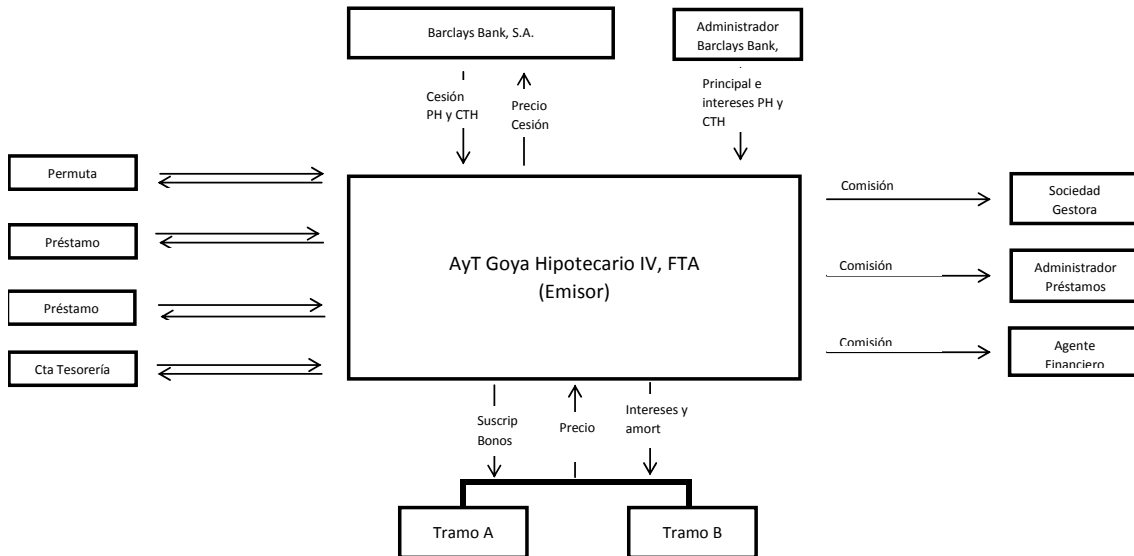 Barclays Bank, S.A.
Administrador
Barclays Bank,
Cesión
PH y CTH
Precio
Cesión
Principal e
intereses PH y
CTH
Permuta
Préstamo
Préstamo
Cta Tesorería
AyT Goya Hipotecario IV, FTA
(Emisor)
Comisión
Sociedad
Gestora
Comisión
Administrador
Préstamos
Comisión
Agente
Financiero
Suscrip
Bonos
Precio
Intereses y
amort
Tramo A
Tramo B